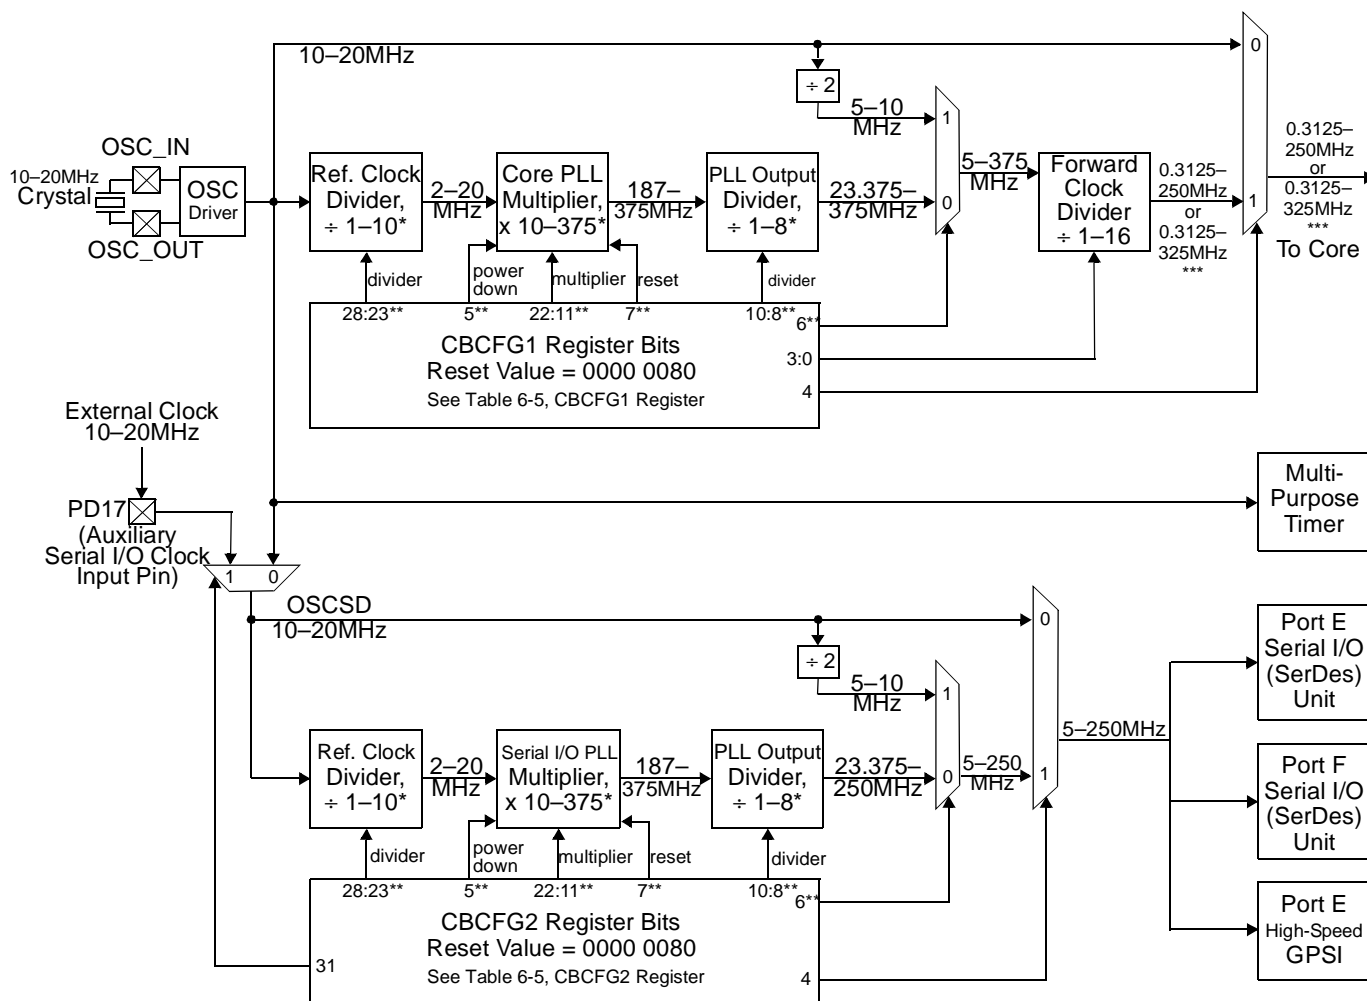 10–20MHz
0
÷ 2
5–10
MHz
1
OSC_IN
10–20MHz
Crystal
OSC
Driver
OSC_OUT
Ref. Clock
Divider,
÷ 1–10*
2–20
MHz
Core PLL
Multiplier,
x 10–375*
187–
375MHz
PLL Output
Divider,
÷ 1–8*
23.375–
375MHz
0
5–375
MHz
Forward
Clock
Divider
÷ 1–16
0.3125–
250MHz
or
0.3125–
325MHz
***
1
0.3125–
250MHz
or
0.3125–
325MHz
***
To Core
divider
power
down
multiplier
reset
divider
28:23**
5**
22:11**
7**
10:8**
6**
3:0
4
CBCFG1 Register Bits
Reset Value = 0000 0080
See Table 6-5, CBCFG1 Register
External Clock
10–20MHz
PD17
(Auxiliary
Serial I/O Clock
Input Pin)
1
0
Multi-
Purpose
Timer
OSCSD
10–20MHz
0
÷ 2
5–10
MHz
1
Ref. Clock
Divider,
÷ 1–10*
2–20
MHz
Serial I/O PLL
Multiplier,
x 10–375*
187–
375MHz
PLL Output
Divider,
÷ 1–8*
23.375–
250MHz
0
5–250
MHz
1
5–250MHz
Port E
Serial I/O
(SerDes)
Unit
Port F
Serial I/O
(SerDes)
Unit
Port E
High-Speed
GPSI
divider
power
down
multiplier
reset
divider
28:23**
5**
22:11**
7**
10:8**
6**
31
4
CBCFG2 Register Bits
Reset Value = 0000 0080
See Table 6-5, CBCFG2 Register